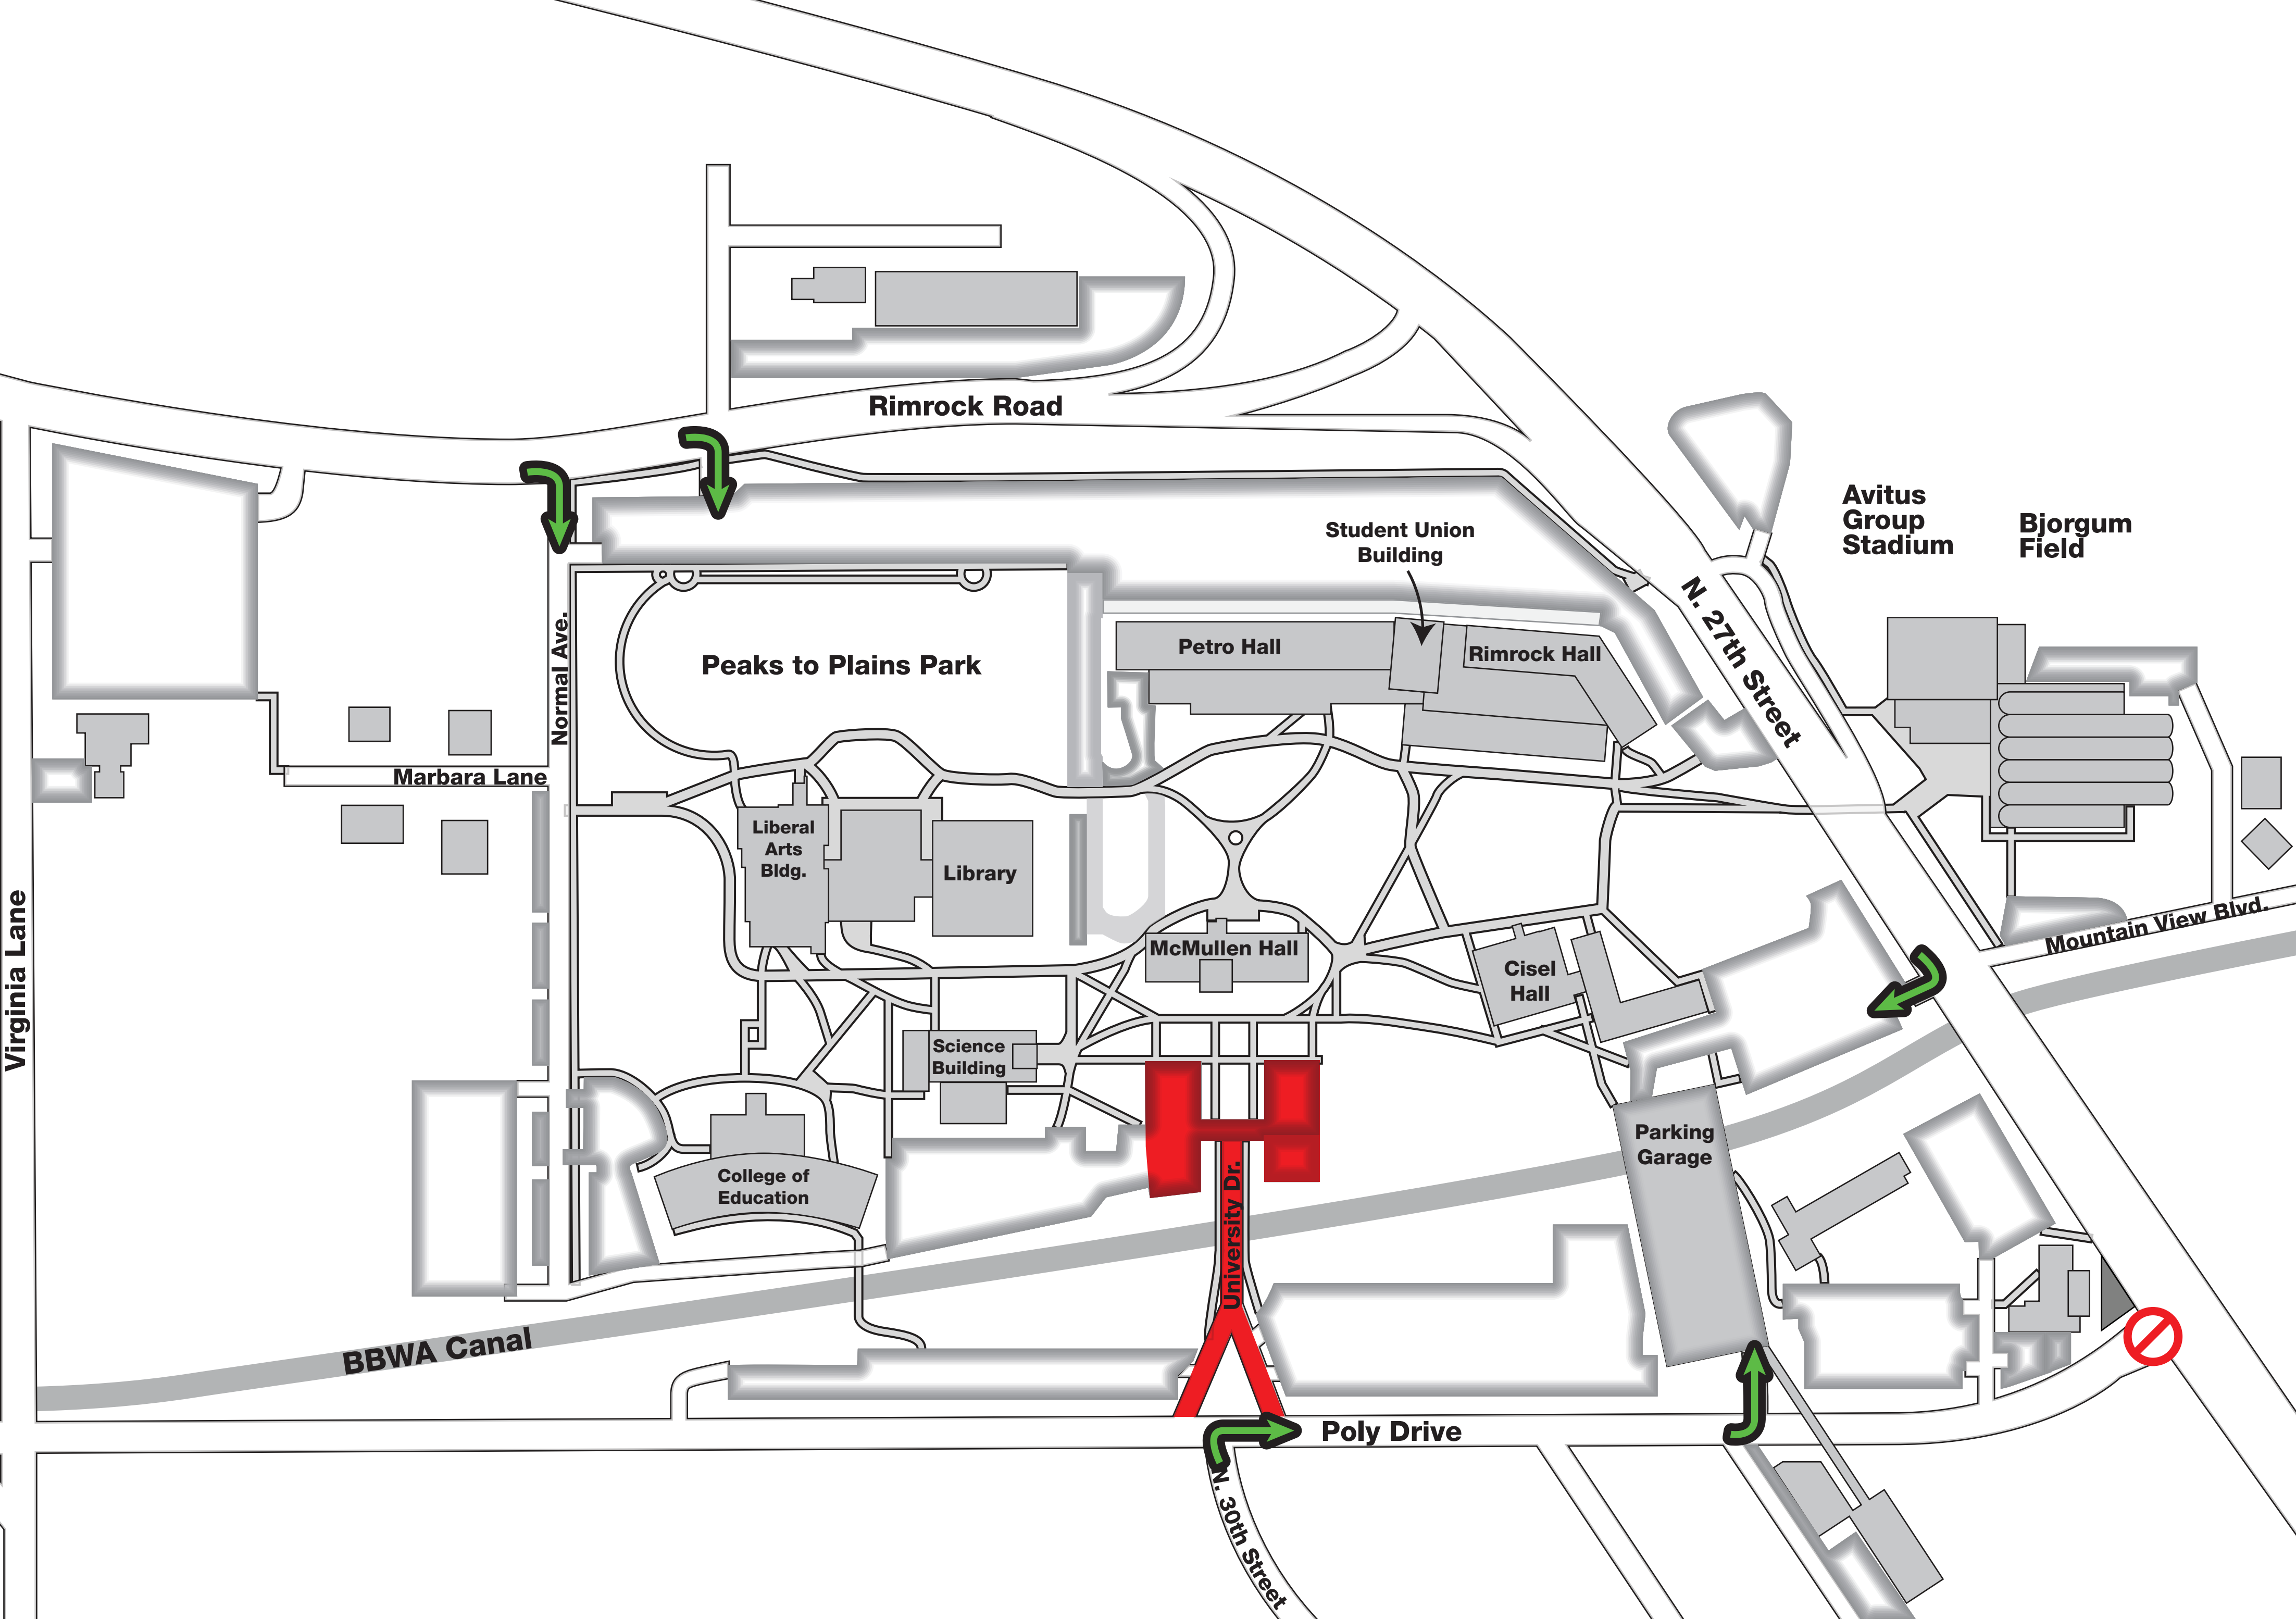 Rimrock Road
Avitus
Group
Stadium
Bjorgum
Field
Student Union
Building
N. 27th Street
Normal Ave.
Petro Hall
Rimrock Hall
Peaks to Plains Park
Marbara Lane
Liberal
Arts
Bldg.
Library
Virginia Lane
McMullen Hall
Mountain View Blvd.
Cisel
Hall
Science
Building
Parking
Garage
College of
Education
University Dr.
BBWA Canal
Poly Drive
N. 30th Street